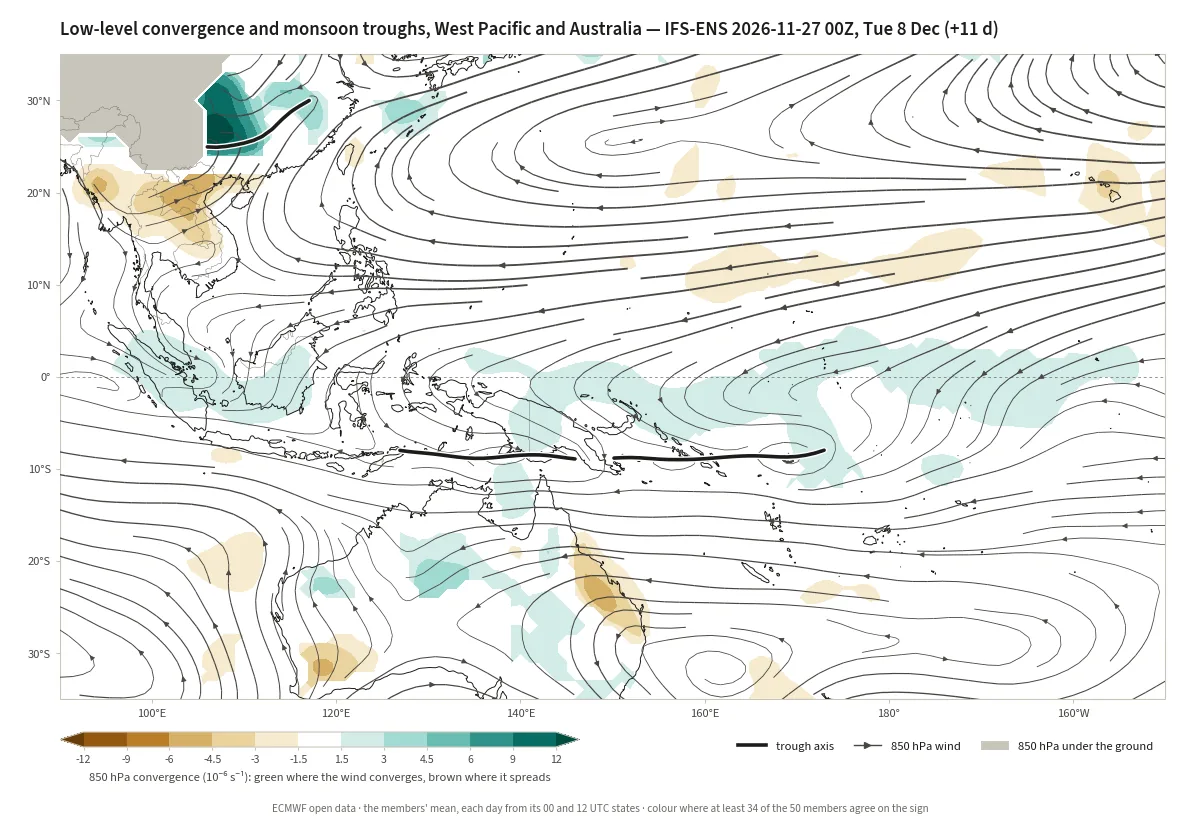 Low-level convergence and monsoon troughs, West Pacific and Australia — IFS-ENS 2026-11-27 00Z, Tue 8 Dec (+11 d)
30°N
20°N
10°N
0°
10°S
20°S
30°S
100°E
120°E
140°E
160°E
180°
160°W
-12
-9
-6
-4.5
-3
-1.5
1.5
3
4.5
6
9
12
850 hPa convergence (10⁻⁶ s⁻¹): green where the wind converges, brown where it spreads
trough axis
850 hPa wind
850 hPa under the ground
ECMWF open data · the members' mean, each day from its 00 and 12 UTC states · colour where at least 34 of the 50 members agree on the sign